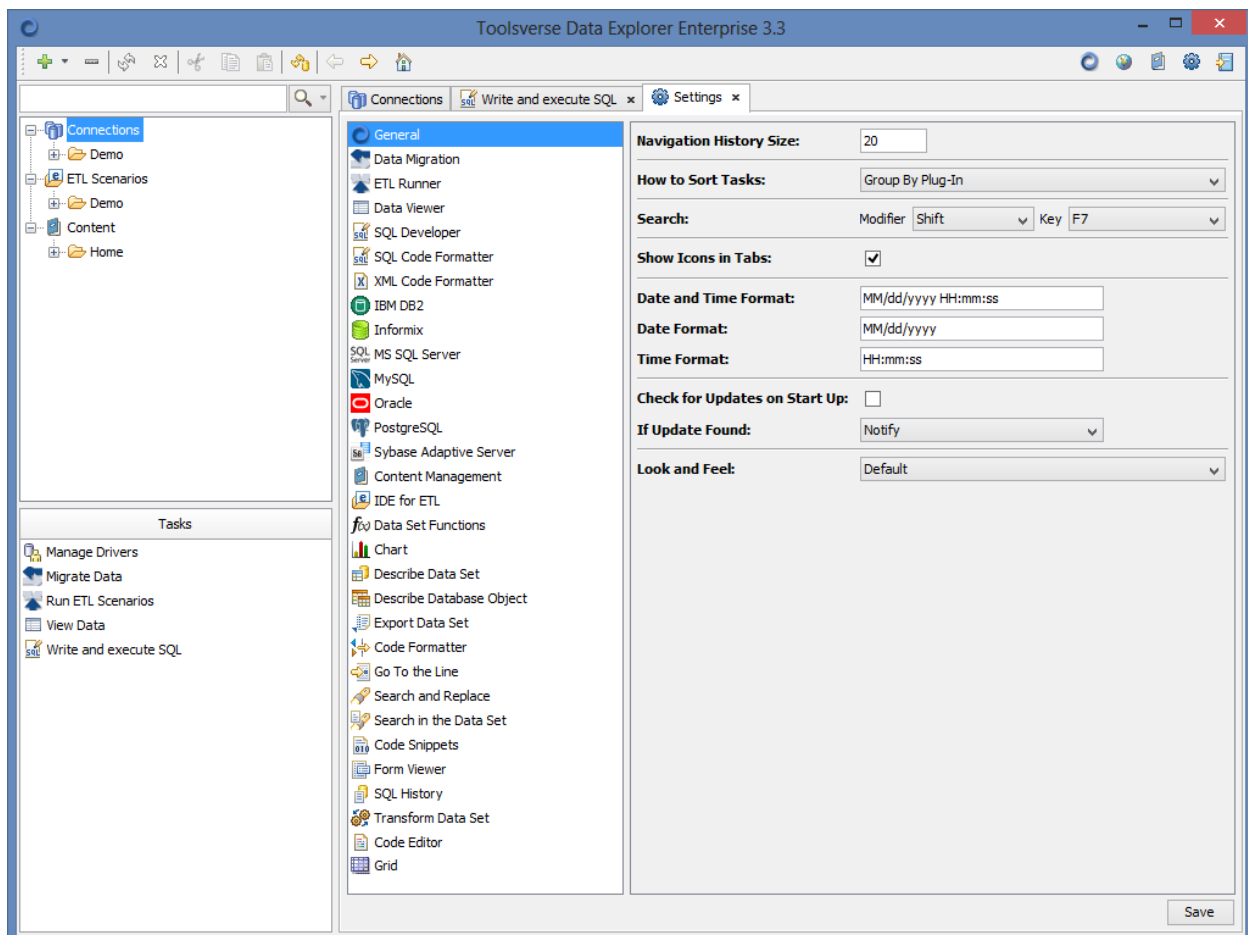 Toolsverse Data Explorer Enterprise 3.3
Connections
Write and execute SQL
Settings
Connections
Demo
ETL Scenarios
Demo
Content
Home
Tasks
Manage Drivers
Migrate Data
Run ETL Scenarios
View Data
Write and execute SQL
General
Data Migration
ETL Runner
Data Viewer
SQL Developer
SQL Code Formatter
XML Code Formatter
IBM DB2
Informix
MS SQL Server
MySQL
Oracle
PostgreSQL
Sybase Adaptive Server
Content Management
IDE for ETL
Data Set Functions
Chart
Describe Data Set
Describe Database Object
Export Data Set
Code Formatter
Go To the Line
Search and Replace
Search in the Data Set
Code Snippets
Form Viewer
SQL History
Transform Data Set
Code Editor
Grid
Navigation History Size: 20
How to Sort Tasks: Group By Plug-In
Search: Modifier Shift Key F7
Show Icons in Tabs:
Date and Time Format: MM/dd/yyyy HH:mm:ss
Date Format: MM/dd/yyyy
Time Format: HH:mm:ss
Check for Updates on Start Up:
If Update Found: Notify
Look and Feel: Default
Save